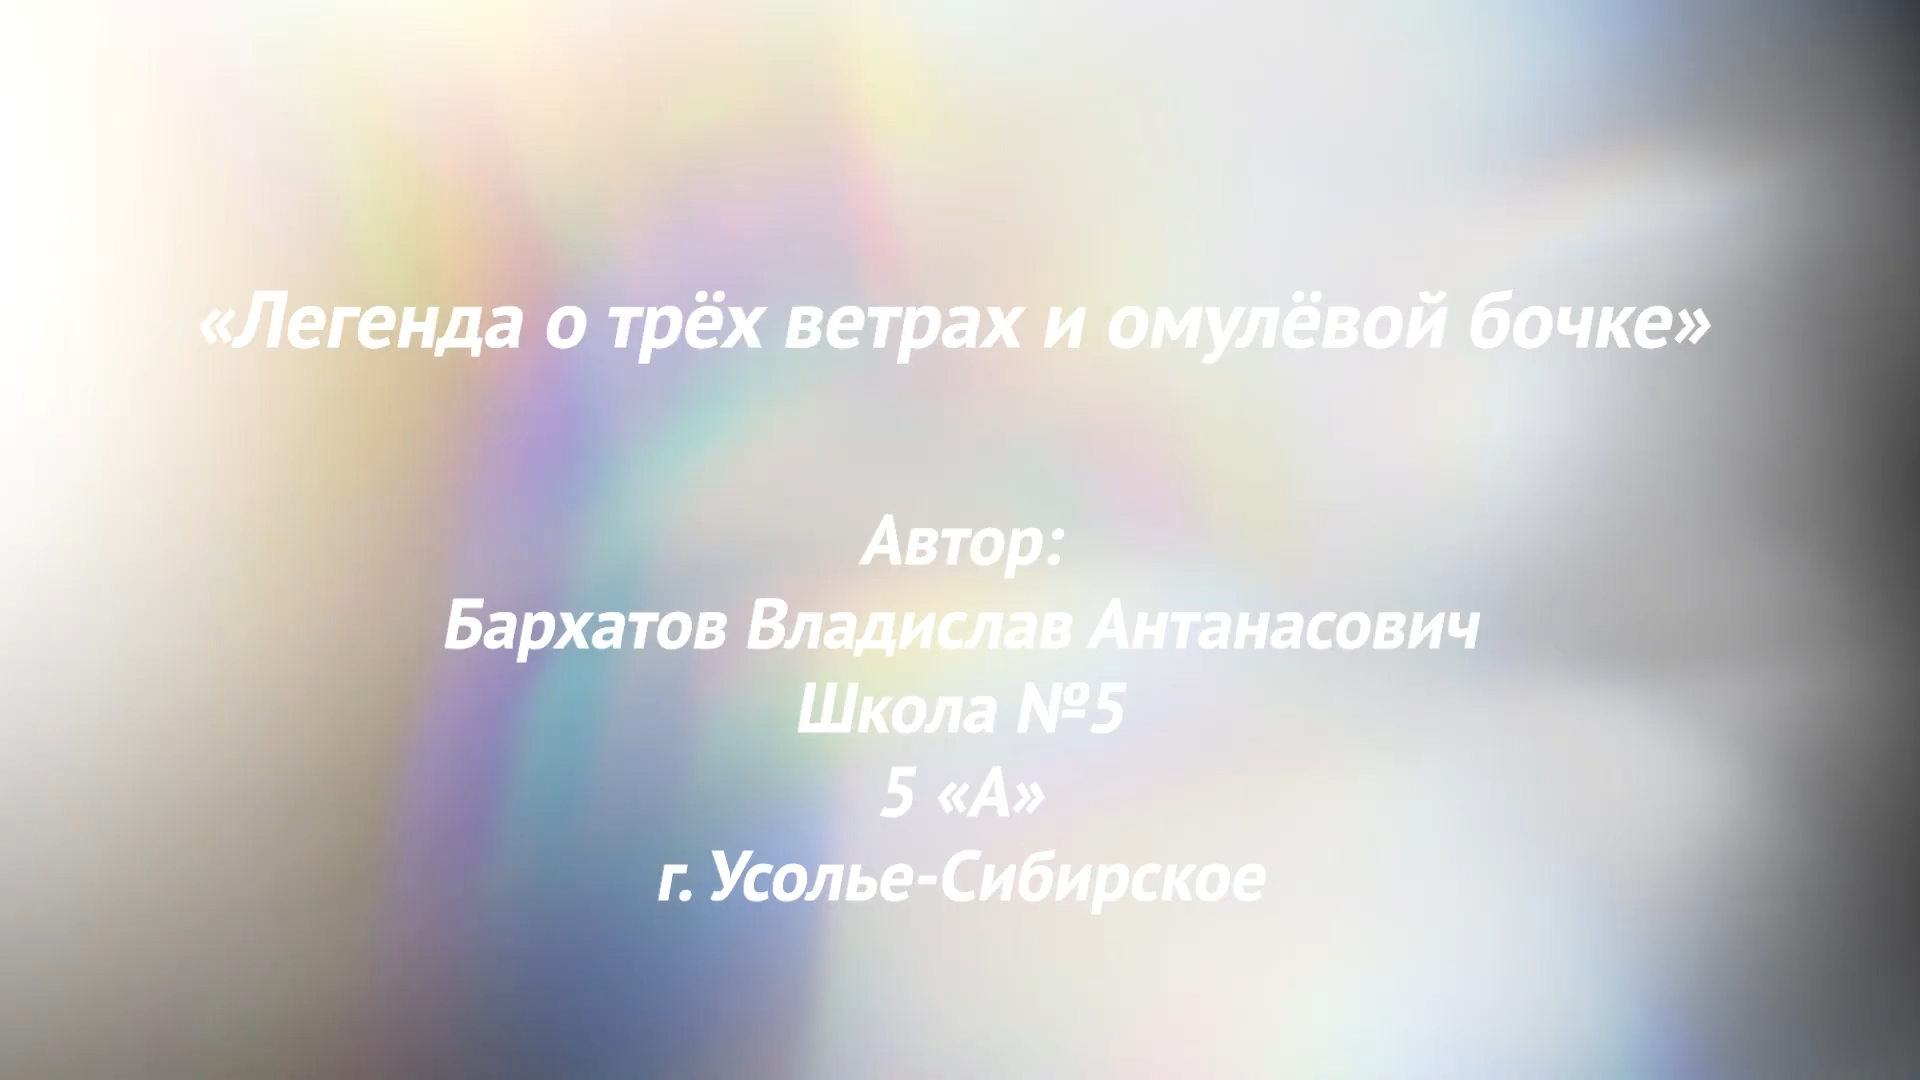 «Легенда о трёх ветрах и омулёвой бочке»
Автор:
Бархатов Владислав Антанасович
Школа №5
5 «А»
г. Усолье-Сибирское